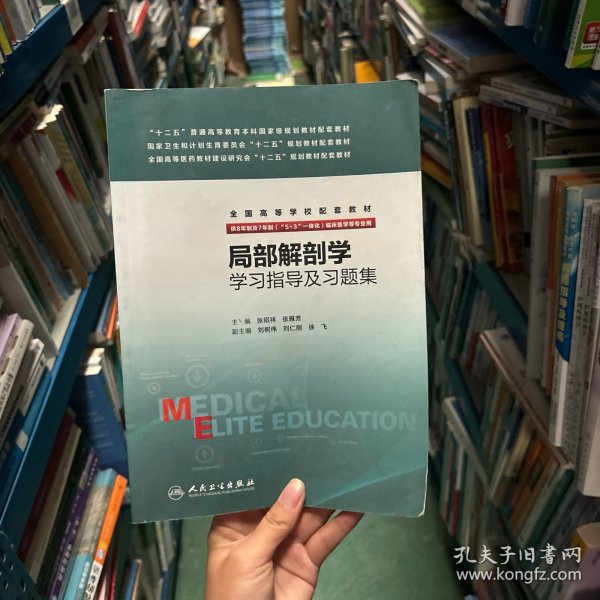 "十二五"普通高等教育本科国家级规划教材配套教材
国家卫生和计划生育委员会"十二五"规划教材配套教材
全国高等医药教材建设研究会"十二五"规划教材配套教材
全国高等学校配套教材
供8年制及7年制（"5+3"一体化）临床医学等专业用
局部解剖学
学习指导及习题集
主 编 张绍祥 张雅芳
副主编 刘树伟 刘仁刚 徐飞
MEDICAL
ELITE EDUCATION
人民卫生出版社
PEOPLE'S MEDICAL PUBLISHING HOUSE
孔夫子旧书网
www.kongfz.com